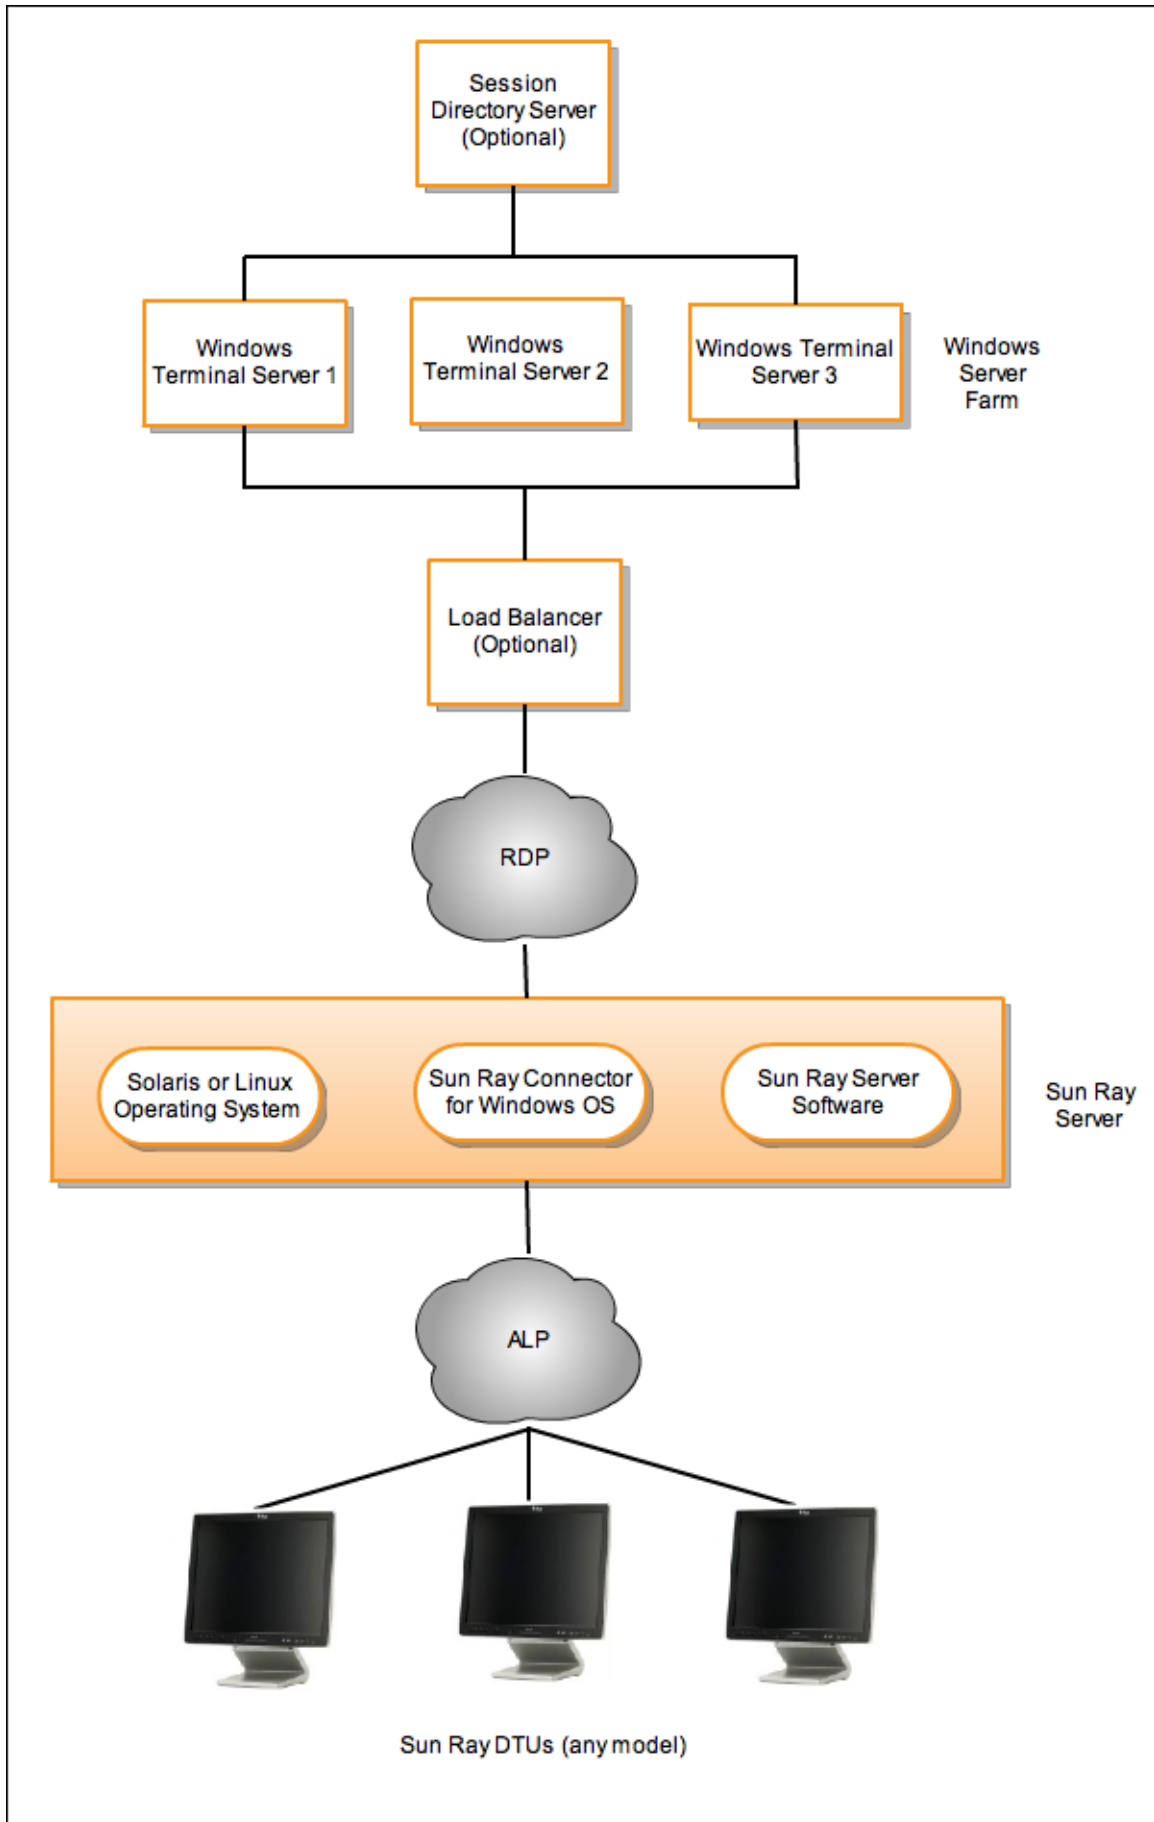 Session
Directory Server
(Optional)
Windows
Terminal Server 1
Windows
Terminal Server 2
Windows Terminal
Server 3
Windows
Server
Farm
Load Balancer
(Optional)
RDP
Solaris or Linux
Operating System
Sun Ray Connector
for Windows OS
Sun Ray Server
Software
Sun Ray
Server
ALP
Sun Ray DTUs (any model)